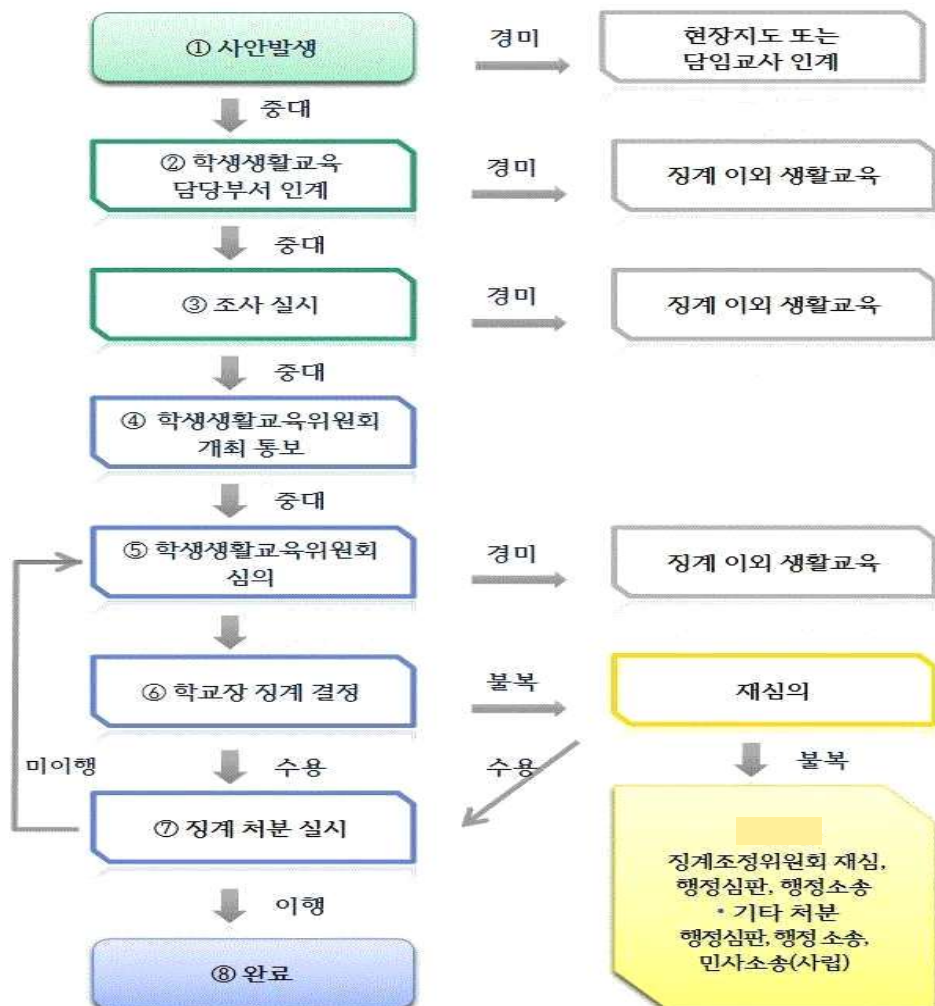 ① 사안발생
경미
현장지도 또는
담임교사 인계
중대
② 학생생활교육
담당부서 인계
경미
징계 이외 생활교육
중대
③ 조사 실시
경미
징계 이외 생활교육
중대
④ 학생생활교육위원회
개최 통보
중대
⑤ 학생생활교육위원회
심의
경미
징계 이외 생활교육
⑥ 학교장 징계 결정
불복
재심의
미이행
수용
수용
불복
⑦ 징계 처분 실시
징계조정위원회 재심,
행정심판, 행정소송
• 기타 처분
행정심판, 행정 소송,
민사소송(사립)
이행
⑧ 완료